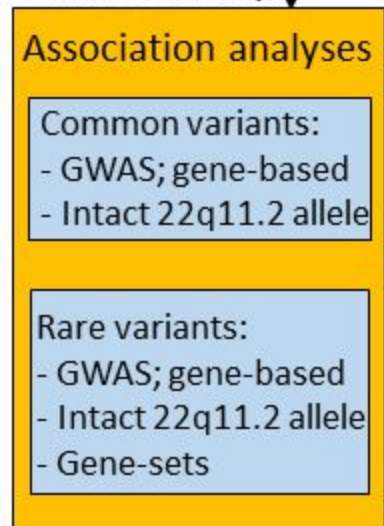 Association analyses
Common variants:
- GWAS; gene-based
- Intact 22q11.2 allele
Rare variants:
- GWAS; gene-based
- Intact 22q11.2 allele
- Gene-sets